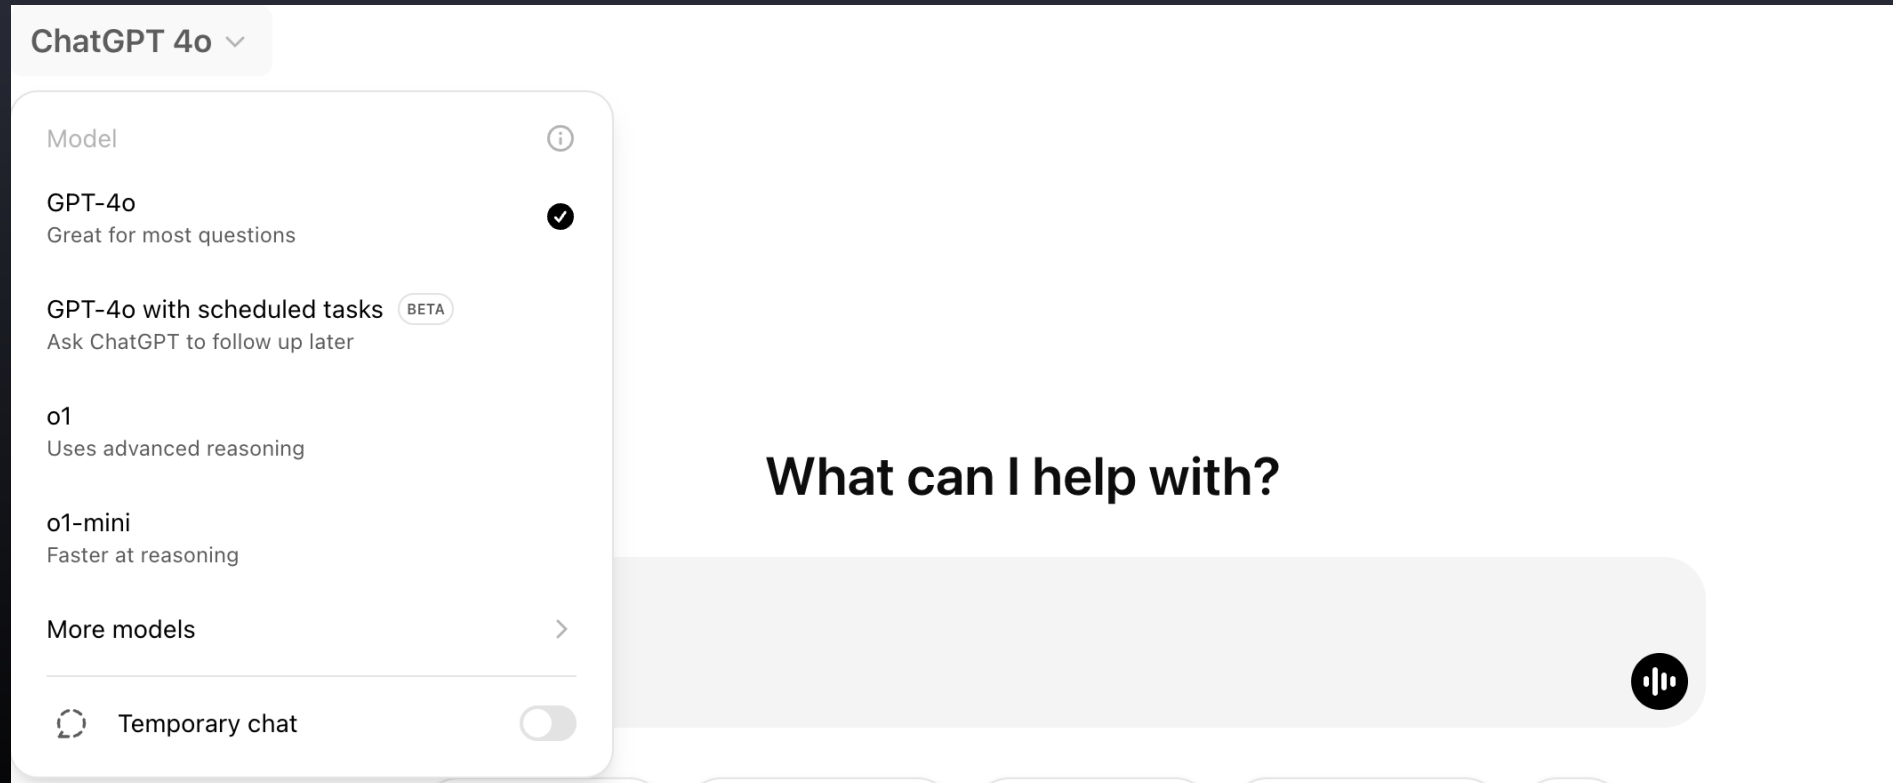 ChatGPT 4o
Model
GPT-4o
Great for most questions
GPT-4o with scheduled tasks BETA
Ask ChatGPT to follow up later
o1
Uses advanced reasoning
o1-mini
Faster at reasoning
More models
Temporary chat
What can I help with?